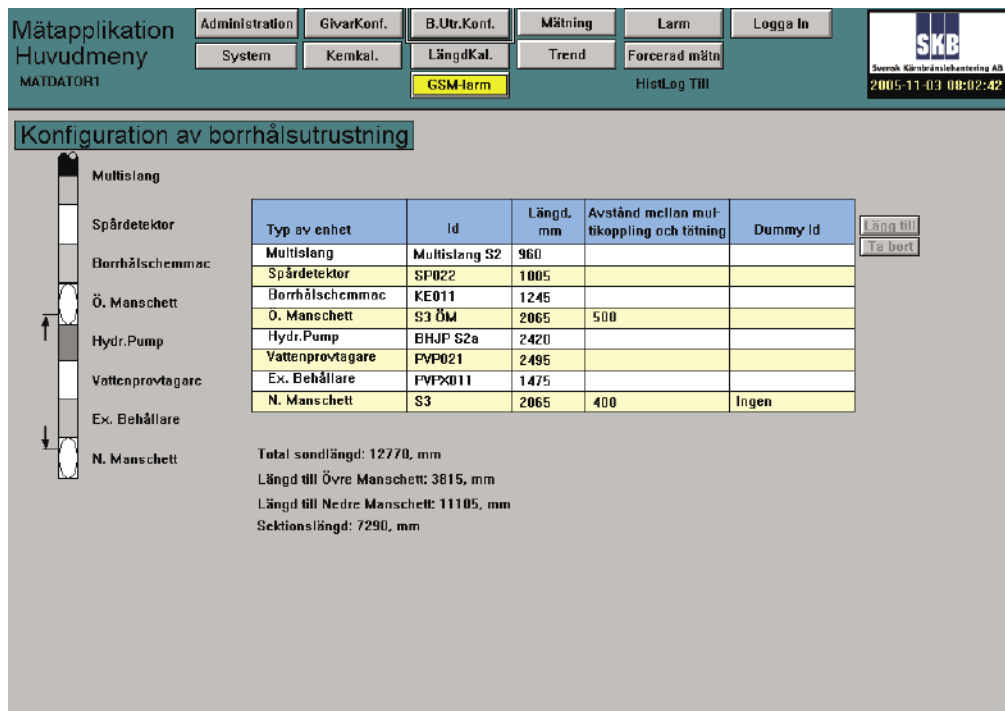 Mätapplikation
Huvudmeny
MATDATOR1
Administration GivarKonf. B.Utr.Konf. Mätning Larm Logga In
System Kemkal. LängdKal. Trend Forcerad mätn
GSM-larm HistLog Till
SKB
Svensk Kärnbränslehantering AB
2005-11-03 08:02:42
Konfiguration av borrhålsutrustning
Multislang
Spårdetektor
Borrhålschemmac
Ö. Manschett
Hydr.Pump
Vattenprovtagare
Ex. Behållare
N. Manschett
Typ av enhet Id Längd, mm Avstånd mellan mul-tikoppling och tätning Dummy Id
Multislang Multislang S2 960
Spårdetektor SP022 1005
Borrhålschemmac KE011 1245
O. Manschett S3 ÖM 2065 500
Hydr.Pump BHJP S2a 2420
Vattenprovtagare PVP021 2495
Ex. Behållare PVPX011 1475
N. Manschett S3 2065 400 Ingen
Lägg till
Ta bort
Total sondlängd: 12770, mm
Längd till Övre Manschett: 3815, mm
Längd till Nedre Manschett: 11105, mm
Sektionslängd: 7290, mm